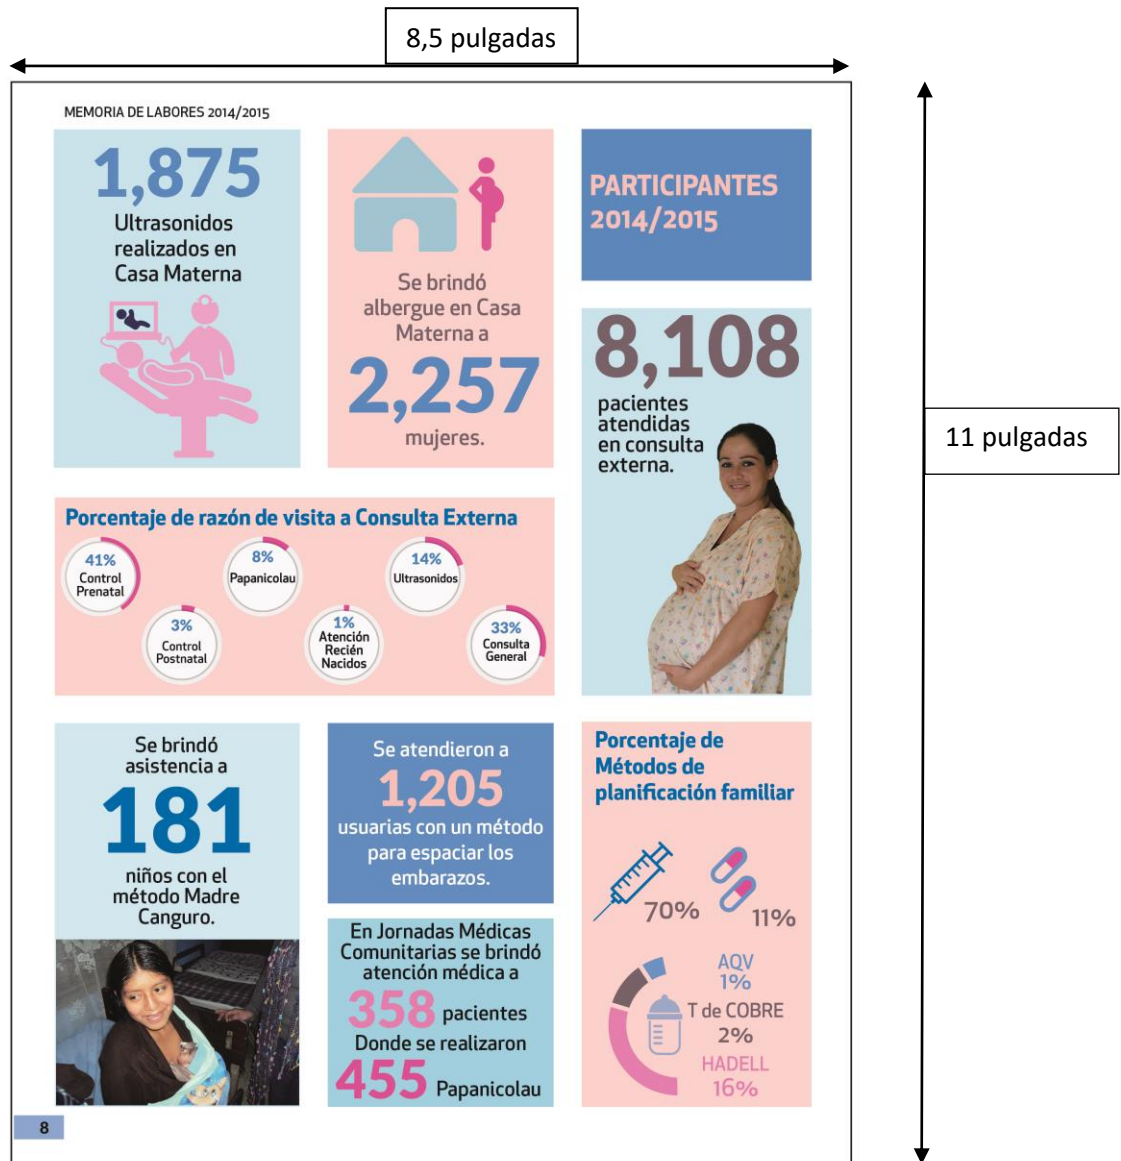 8,5 pulgadas
11 pulgadas
MEMORIA DE LABORES 2014/2015
1,875
Ultrasonidos
realizados en
Casa Materna
Se brindó
albergue en Casa
Materna a
2,257
mujeres.
PARTICIPANTES
2014/2015
8,108
pacientes
atendidas
en consulta
externa.
Porcentaje de razón de visita a Consulta Externa
41%
Control
Prenatal
8%
Papanicolau
14%
Ultrasonidos
3%
Control
Postnatal
1%
Atención
Recién
Nacidos
33%
Consulta
General
Se brindó
asistencia a
181
niños con el
método Madre
Canguro.
Se atendieron a
1,205
usuarias con un método
para espaciar los
embarazos.
En Jornadas Médicas
Comunitarias se brindó
atención médica a
358 pacientes
Donde se realizaron
455 Papanicolau
Porcentaje de
Métodos de
planificación familiar
70%
11%
AQV
1%
T de COBRE
2%
HADELL
16%
8